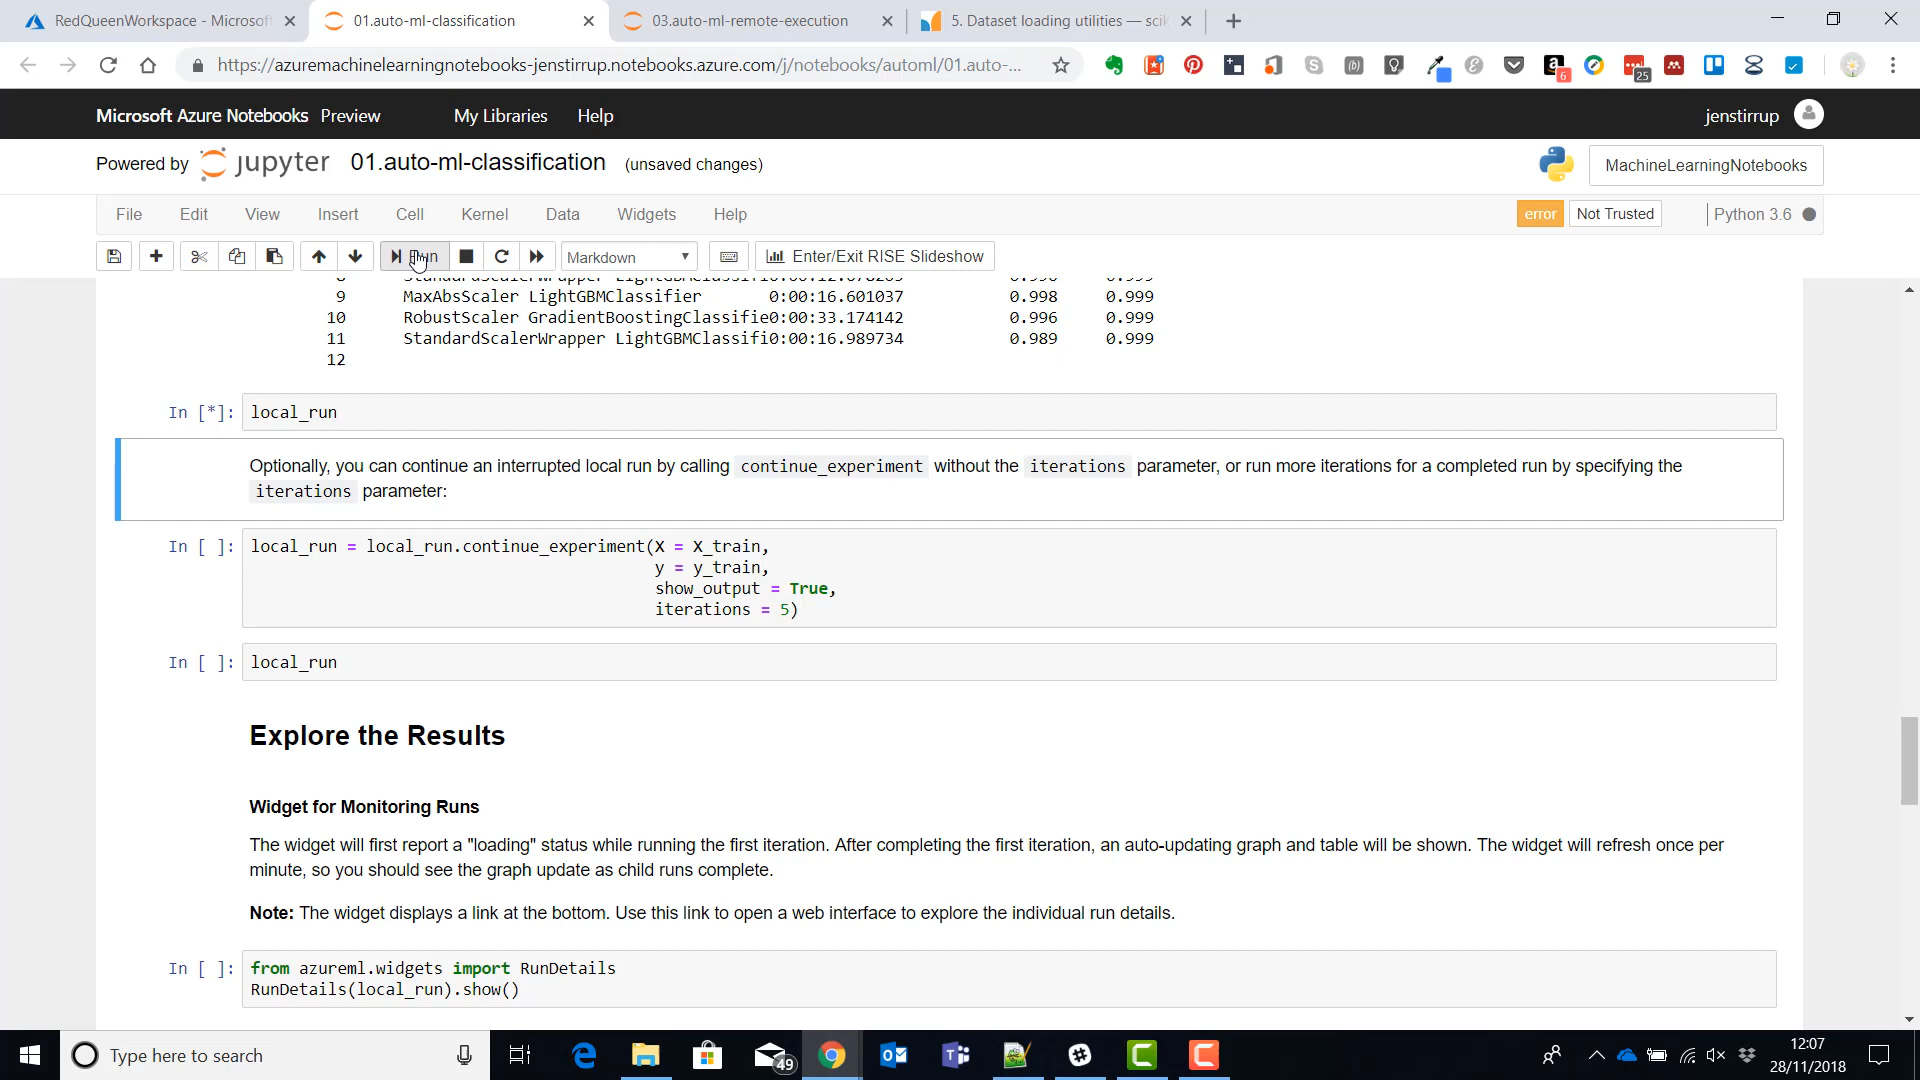 RedQueenWorkspace - Microsoft
01.auto-ml-classification
03.auto-ml-remote-execution
5. Dataset loading utilities — scik
https://azuremachinelearningnotebooks-jenstirrup.notebooks.azure.com/j/notebooks/automl/01.auto-...
6
25
Microsoft Azure Notebooks Preview My Libraries Help jenstirrup
Powered by jupyter 01.auto-ml-classification (unsaved changes) MachineLearningNotebooks
File Edit View Insert Cell Kernel Data Widgets Help error Not Trusted Python 3.6
Markdown Enter/Exit RISE Slideshow
8 StandardScalerWrapper LightGBMClassifi0:00:12.078269 0.996 0.999
9 MaxAbsScaler LightGBMClassifier 0:00:16.601037 0.998 0.999
10 RobustScaler GradientBoostingClassifie0:00:33.174142 0.996 0.999
11 StandardScalerWrapper LightGBMClassifi0:00:16.989734 0.989 0.999
12
In [*]: local_run
Optionally, you can continue an interrupted local run by calling continue_experiment without the iterations parameter, or run more iterations for a completed run by specifying the
iterations parameter:
In [ ]: local_run = local_run.continue_experiment(X = X_train,
y = y_train,
show_output = True,
iterations = 5)
In [ ]: local_run
Explore the Results
Widget for Monitoring Runs
The widget will first report a "loading" status while running the first iteration. After completing the first iteration, an auto-updating graph and table will be shown. The widget will refresh once per
minute, so you should see the graph update as child runs complete.
Note: The widget displays a link at the bottom. Use this link to open a web interface to explore the individual run details.
In [ ]: from azureml.widgets import RunDetails
RunDetails(local_run).show()
Type here to search
49
12:07
28/11/2018